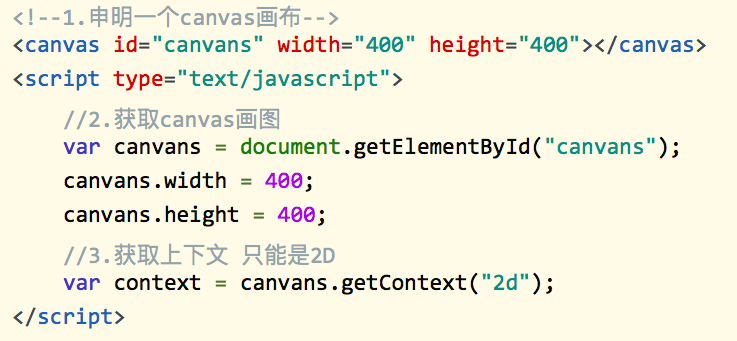 <!--1.申明一个canvas画布-->
<canvas id="canvans" width="400" height="400"></canvas>
<script type="text/javascript">
//2.获取canvas画图
var canvans = document.getElementById("canvans");
canvans.width = 400;
canvans.height = 400;
//3.获取上下文 只能是2D
var context = canvans.getContext("2d");
</script>